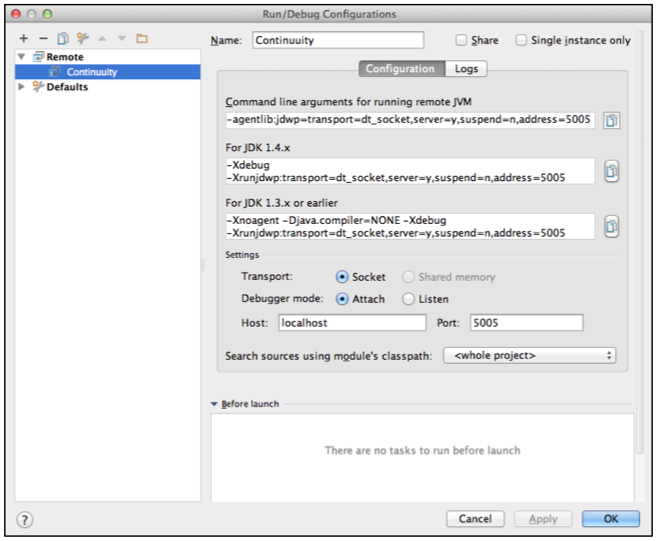 Run/Debug Configurations
Name: Continuuity Share Single instance only
Remote
Continuuity
Defaults
Configuration Logs
Command line arguments for running remote JVM
-agentlib:jdwp=transport=dt_socket,server=y,suspend=n,address=5005
For JDK 1.4.x
-Xdebug
-Xrunjdwp:transport=dt_socket,server=y,suspend=n,address=5005
For JDK 1.3.x or earlier
-Xnoagent -Djava.compiler=NONE -Xdebug
-Xrunjdwp:transport=dt_socket,server=y,suspend=n,address=5005
Settings
Transport: Socket Shared memory
Debugger mode: Attach Listen
Host: localhost Port: 5005
Search sources using module's classpath: <whole project>
Before launch
There are no tasks to run before launch
? Cancel Apply OK